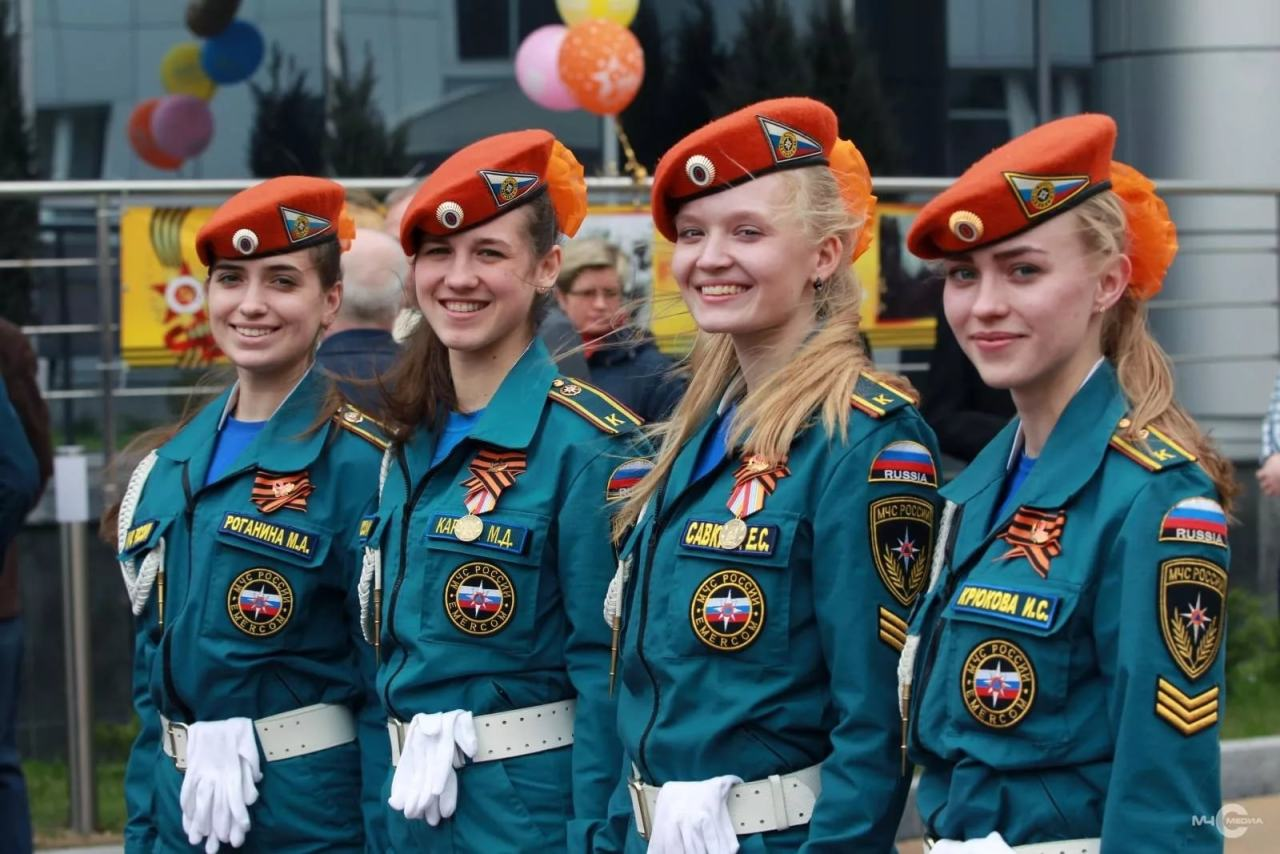 РОГАНИНА М.А.
МЧС РОССИИ
EMERCOM
М.Д.
МЧС РОССИИ
EMERCOM
К
RUSSIA
МЧС РОССИИ
Е.С.
МЧС РОССИИ
EMERCOM
К
RUSSIA
МЧС РОССИИ
КРЮКОВА И.С.
МЧС РОССИИ
EMERCOM
МЧС МЕДИА